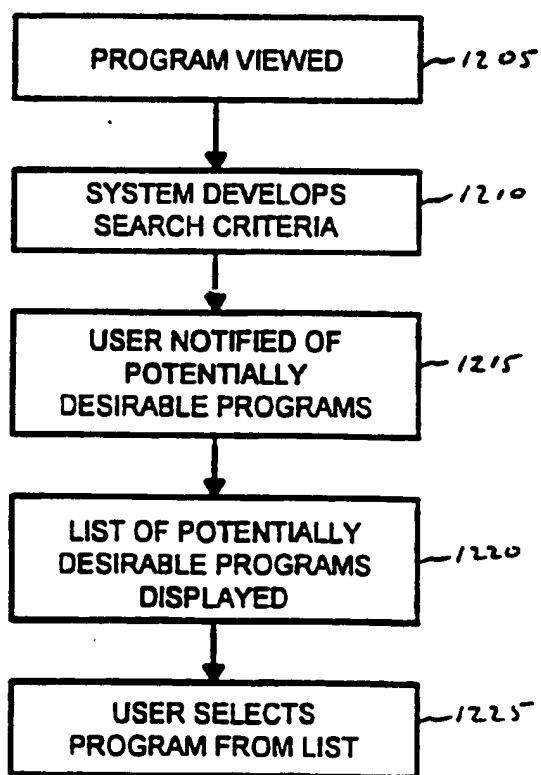 PROGRAM VIEWED
1205
SYSTEM DEVELOPS
SEARCH CRITERIA
1210
USER NOTIFIED OF
POTENTIALLY
DESIRABLE PROGRAMS
1215
LIST OF POTENTIALLY
DESIRABLE PROGRAMS
DISPLAYED
1220
USER SELECTS
PROGRAM FROM LIST
1225